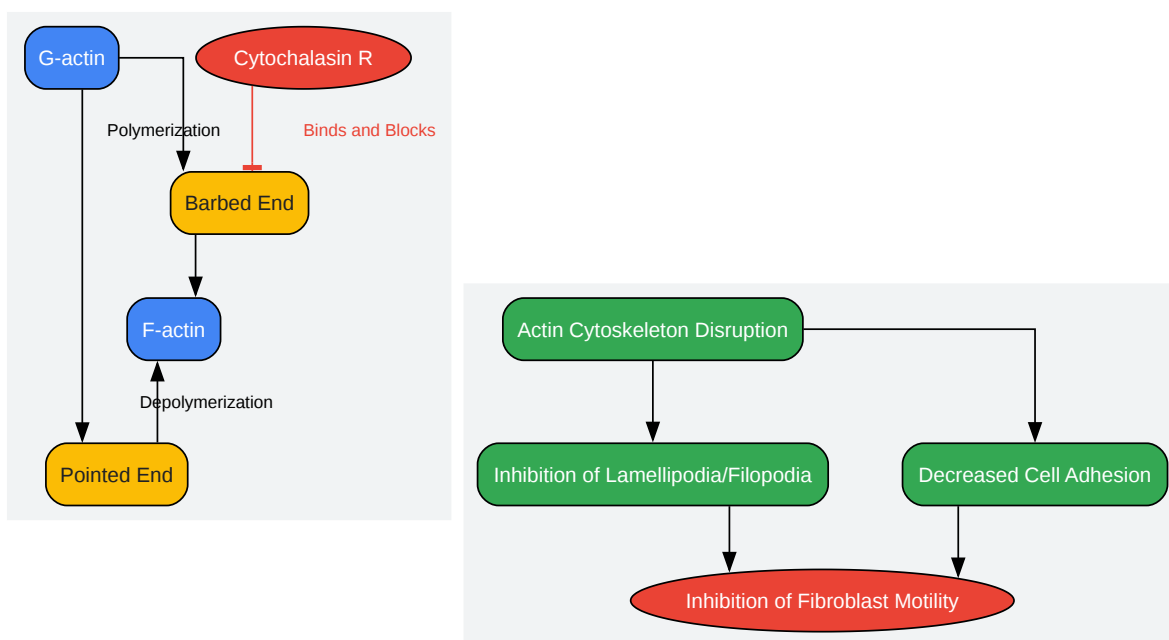 G-actin
Cytochalasin R
Polymerization
Binds and Blocks
Barbed End
F-actin
Depolymerization
Pointed End
Actin Cytoskeleton Disruption
Inhibition of Lamellipodia/Filopodia
Decreased Cell Adhesion
Inhibition of Fibroblast Motility